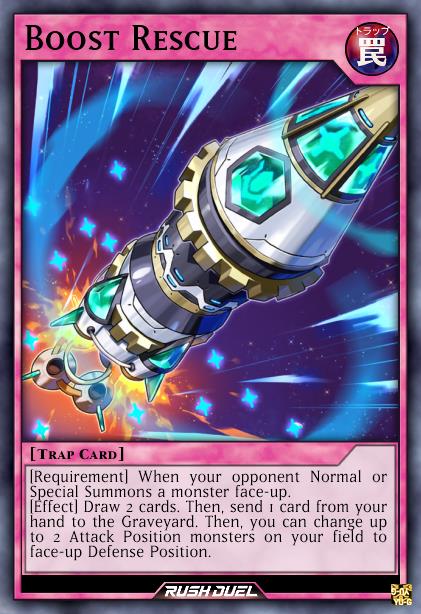 Boost Rescue
トラップ
罠
[Trap Card]
[Requirement] When your opponent Normal or
Special Summons a monster face-up.
[Effect] Draw 2 cards. Then, send 1 card from your
hand to the Graveyard. Then, you can change up
to 2 Attack Position monsters on your field to
face-up Defense Position.
RUSH DUEL